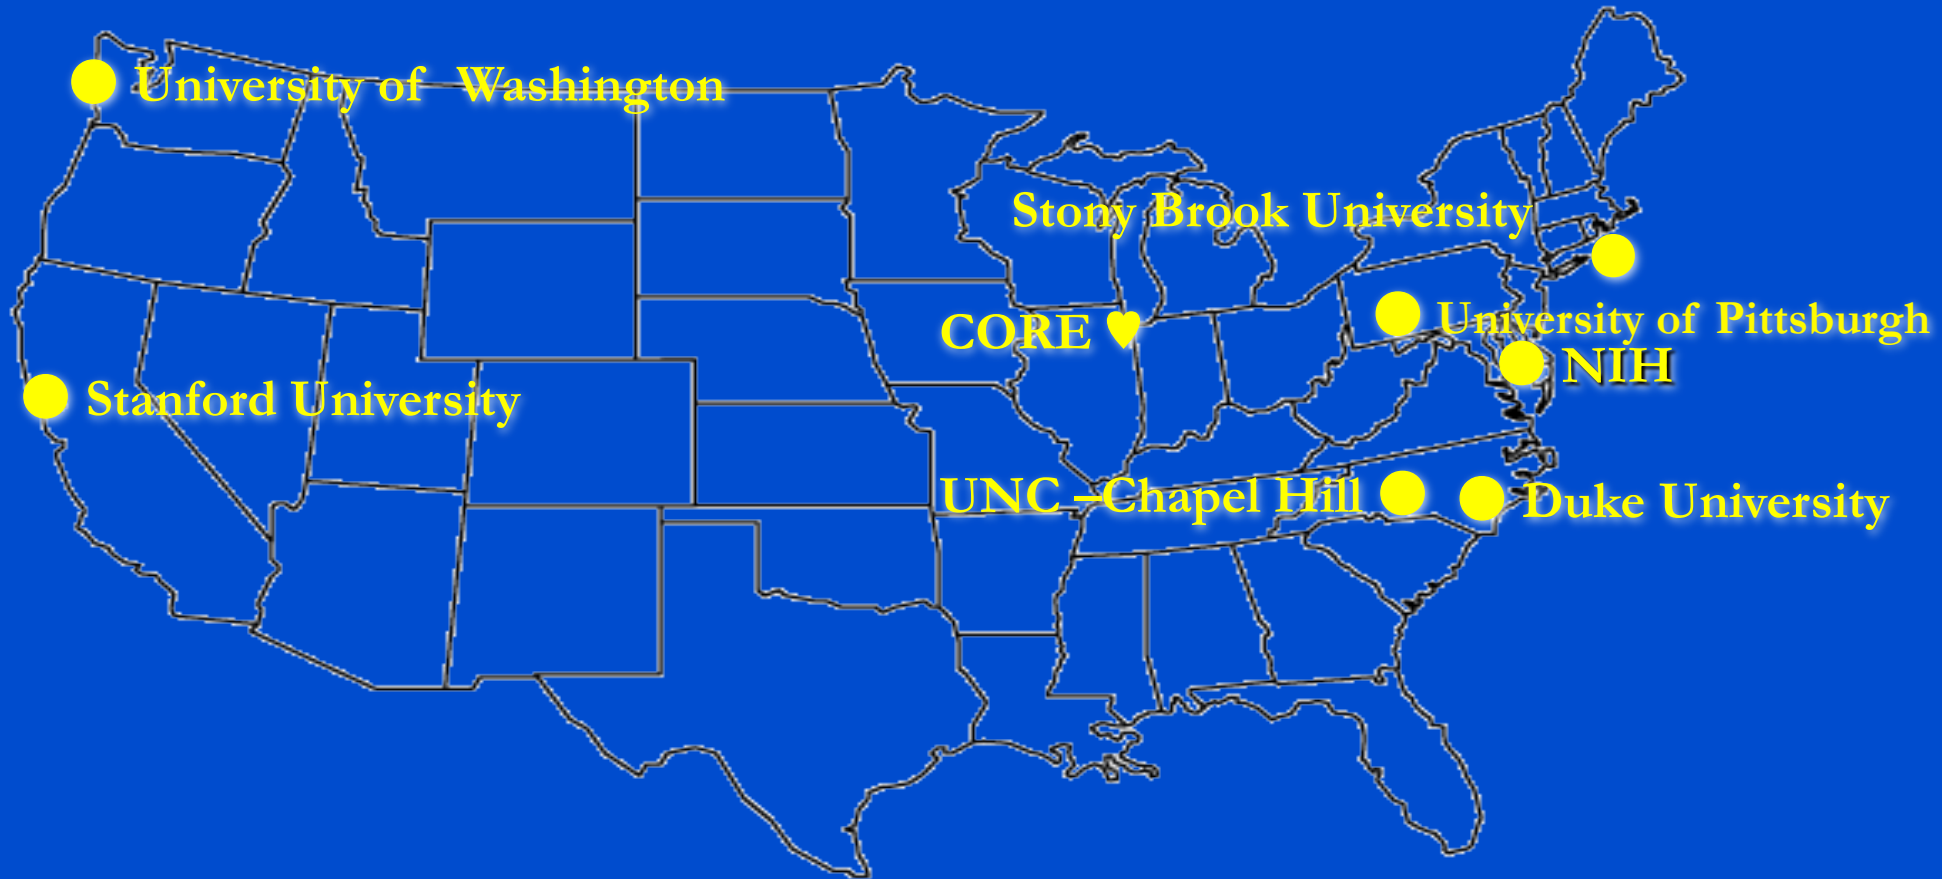 University of Washington
Stony Brook University
University of Pittsburgh
CORE
NIH
Stanford University
UNC –Chapel Hill
Duke University